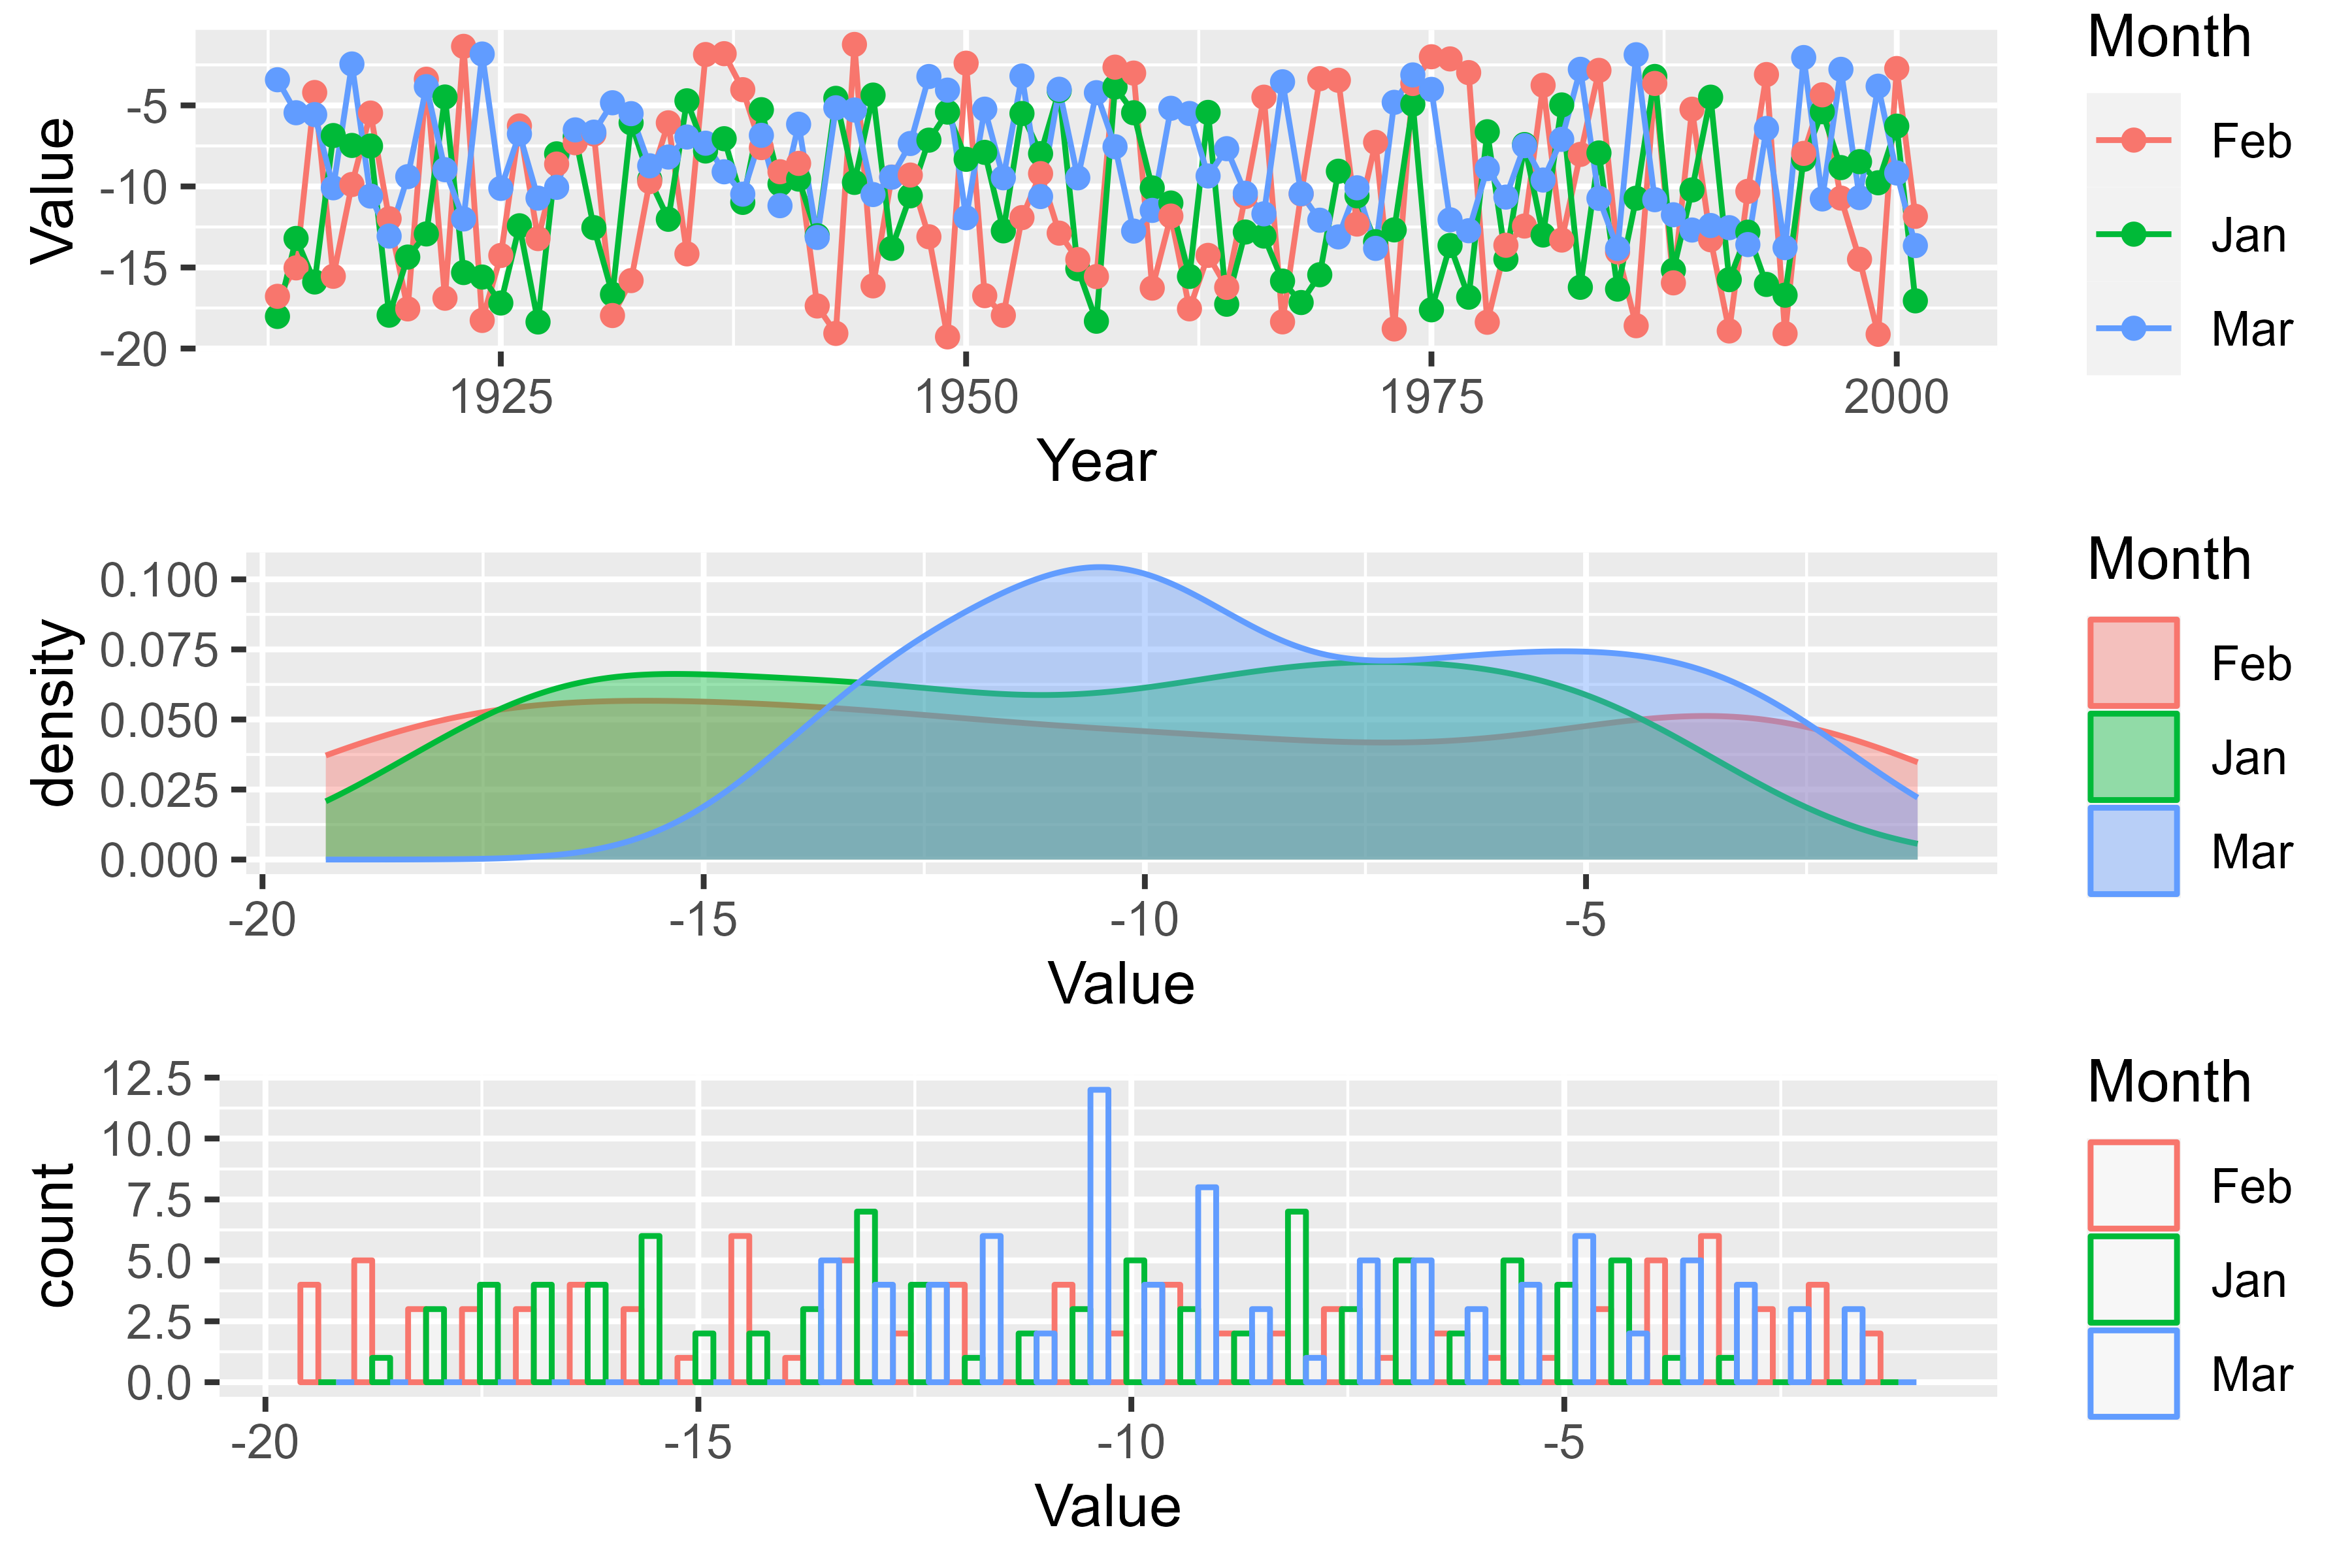 Value
-5
-10
-15
-20
1925 1950 1975 2000
Year
Month
Feb
Jan
Mar
density
0.100
0.075
0.050
0.025
0.000
-20 -15 -10 -5
Value
Month
Feb
Jan
Mar
count
12.5
10.0
7.5
5.0
2.5
0.0
-20 -15 -10 -5
Value
Month
Feb
Jan
Mar